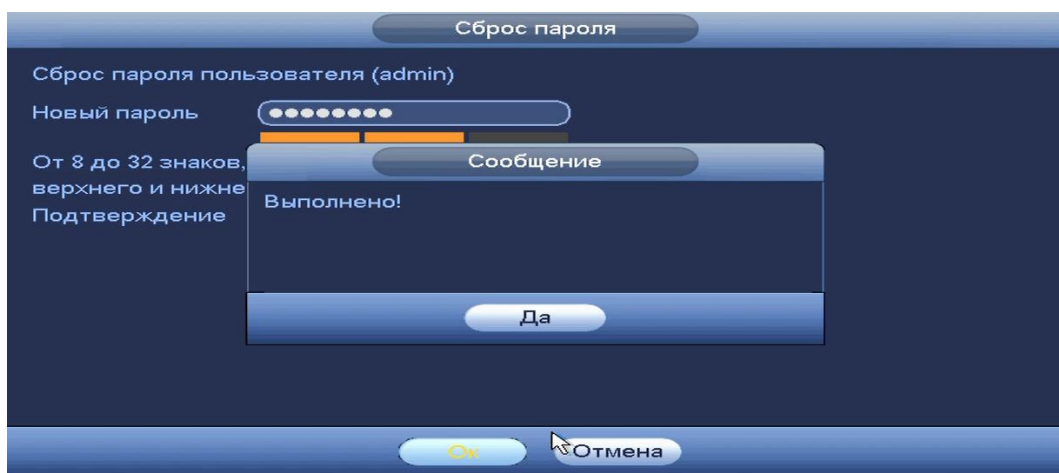 Сброс пароля
Сброс пароля пользователя (admin)
Новый пароль ●●●●●●●●
От 8 до 32 знаков,
верхнего и нижне
Подтверждение
Сообщение
Выполнено!
Да
Ок Отмена